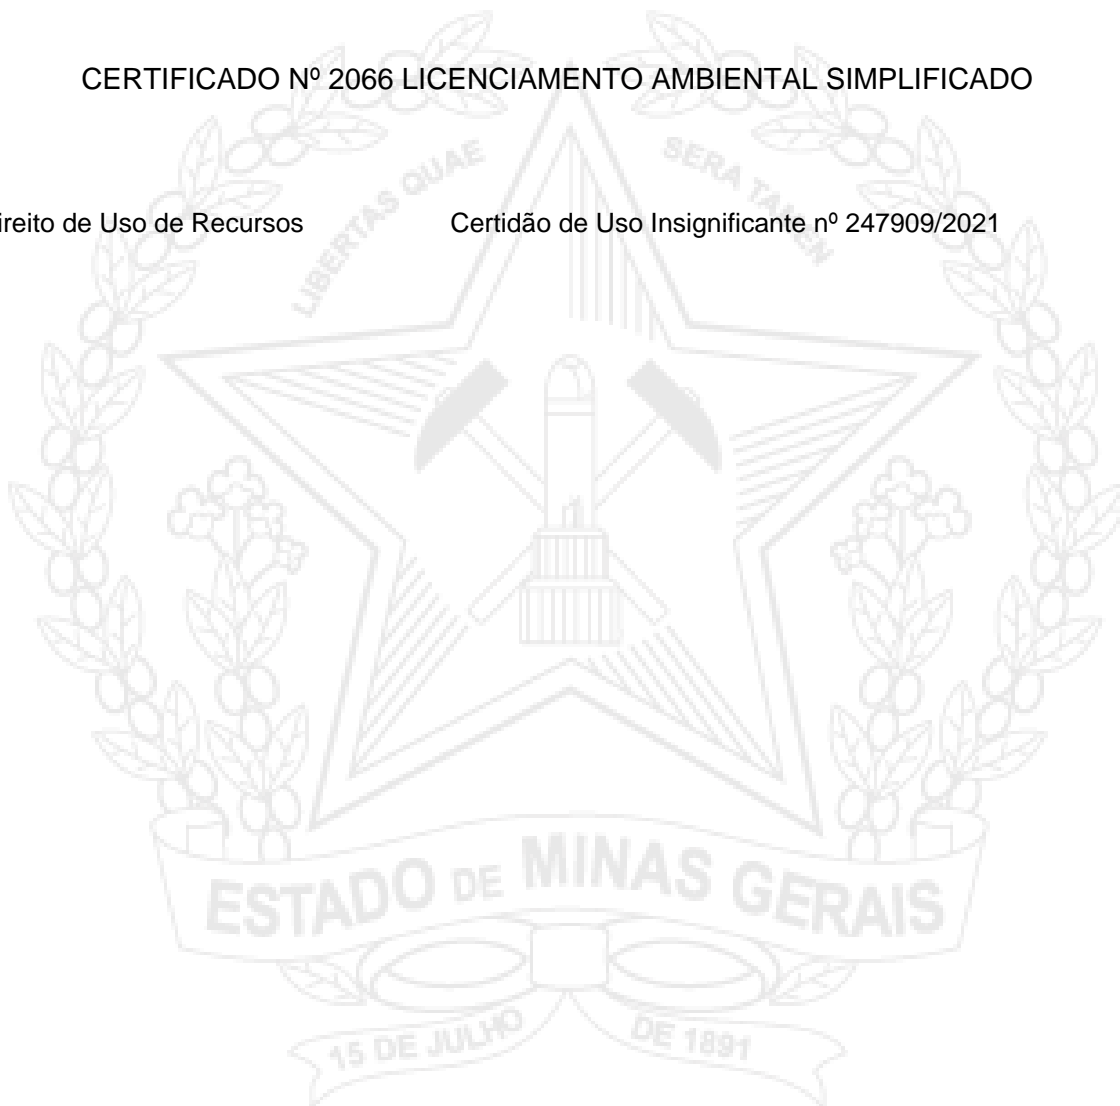 CERTIFICADO Nº 2066 LICENCIAMENTO AMBIENTAL SIMPLIFICADO
LIBERTAS QUAE SERA TAMEN
ireito de Uso de Recursos Certidão de Uso Insignificante nº 247909/2021
ESTADO DE MINAS GERAIS
15 DE JULHO DE 1891